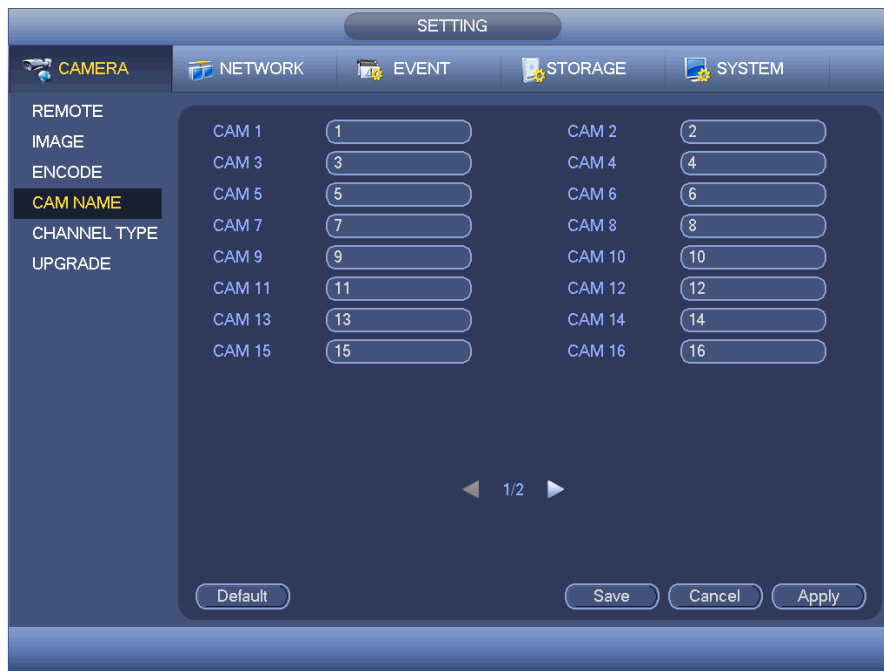 SETTING
CAMERA NETWORK EVENT STORAGE SYSTEM
REMOTE
IMAGE
ENCODE
CAM NAME
CHANNEL TYPE
UPGRADE
CAM 1 1 CAM 2 2
CAM 3 3 CAM 4 4
CAM 5 5 CAM 6 6
CAM 7 7 CAM 8 8
CAM 9 9 CAM 10 10
CAM 11 11 CAM 12 12
CAM 13 13 CAM 14 14
CAM 15 15 CAM 16 16
1/2
Default Save Cancel Apply